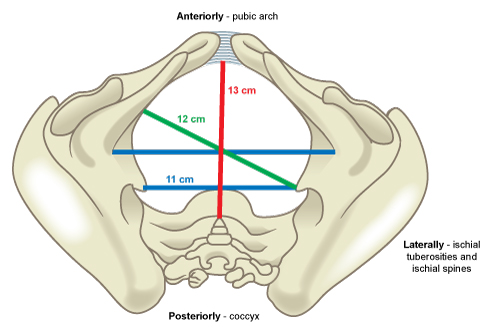 Anteriorly - pubic arch
13 cm
12 cm
11 cm
Laterally - ischial
tuberosities and
ischial spines
Posteriorly - coccyx